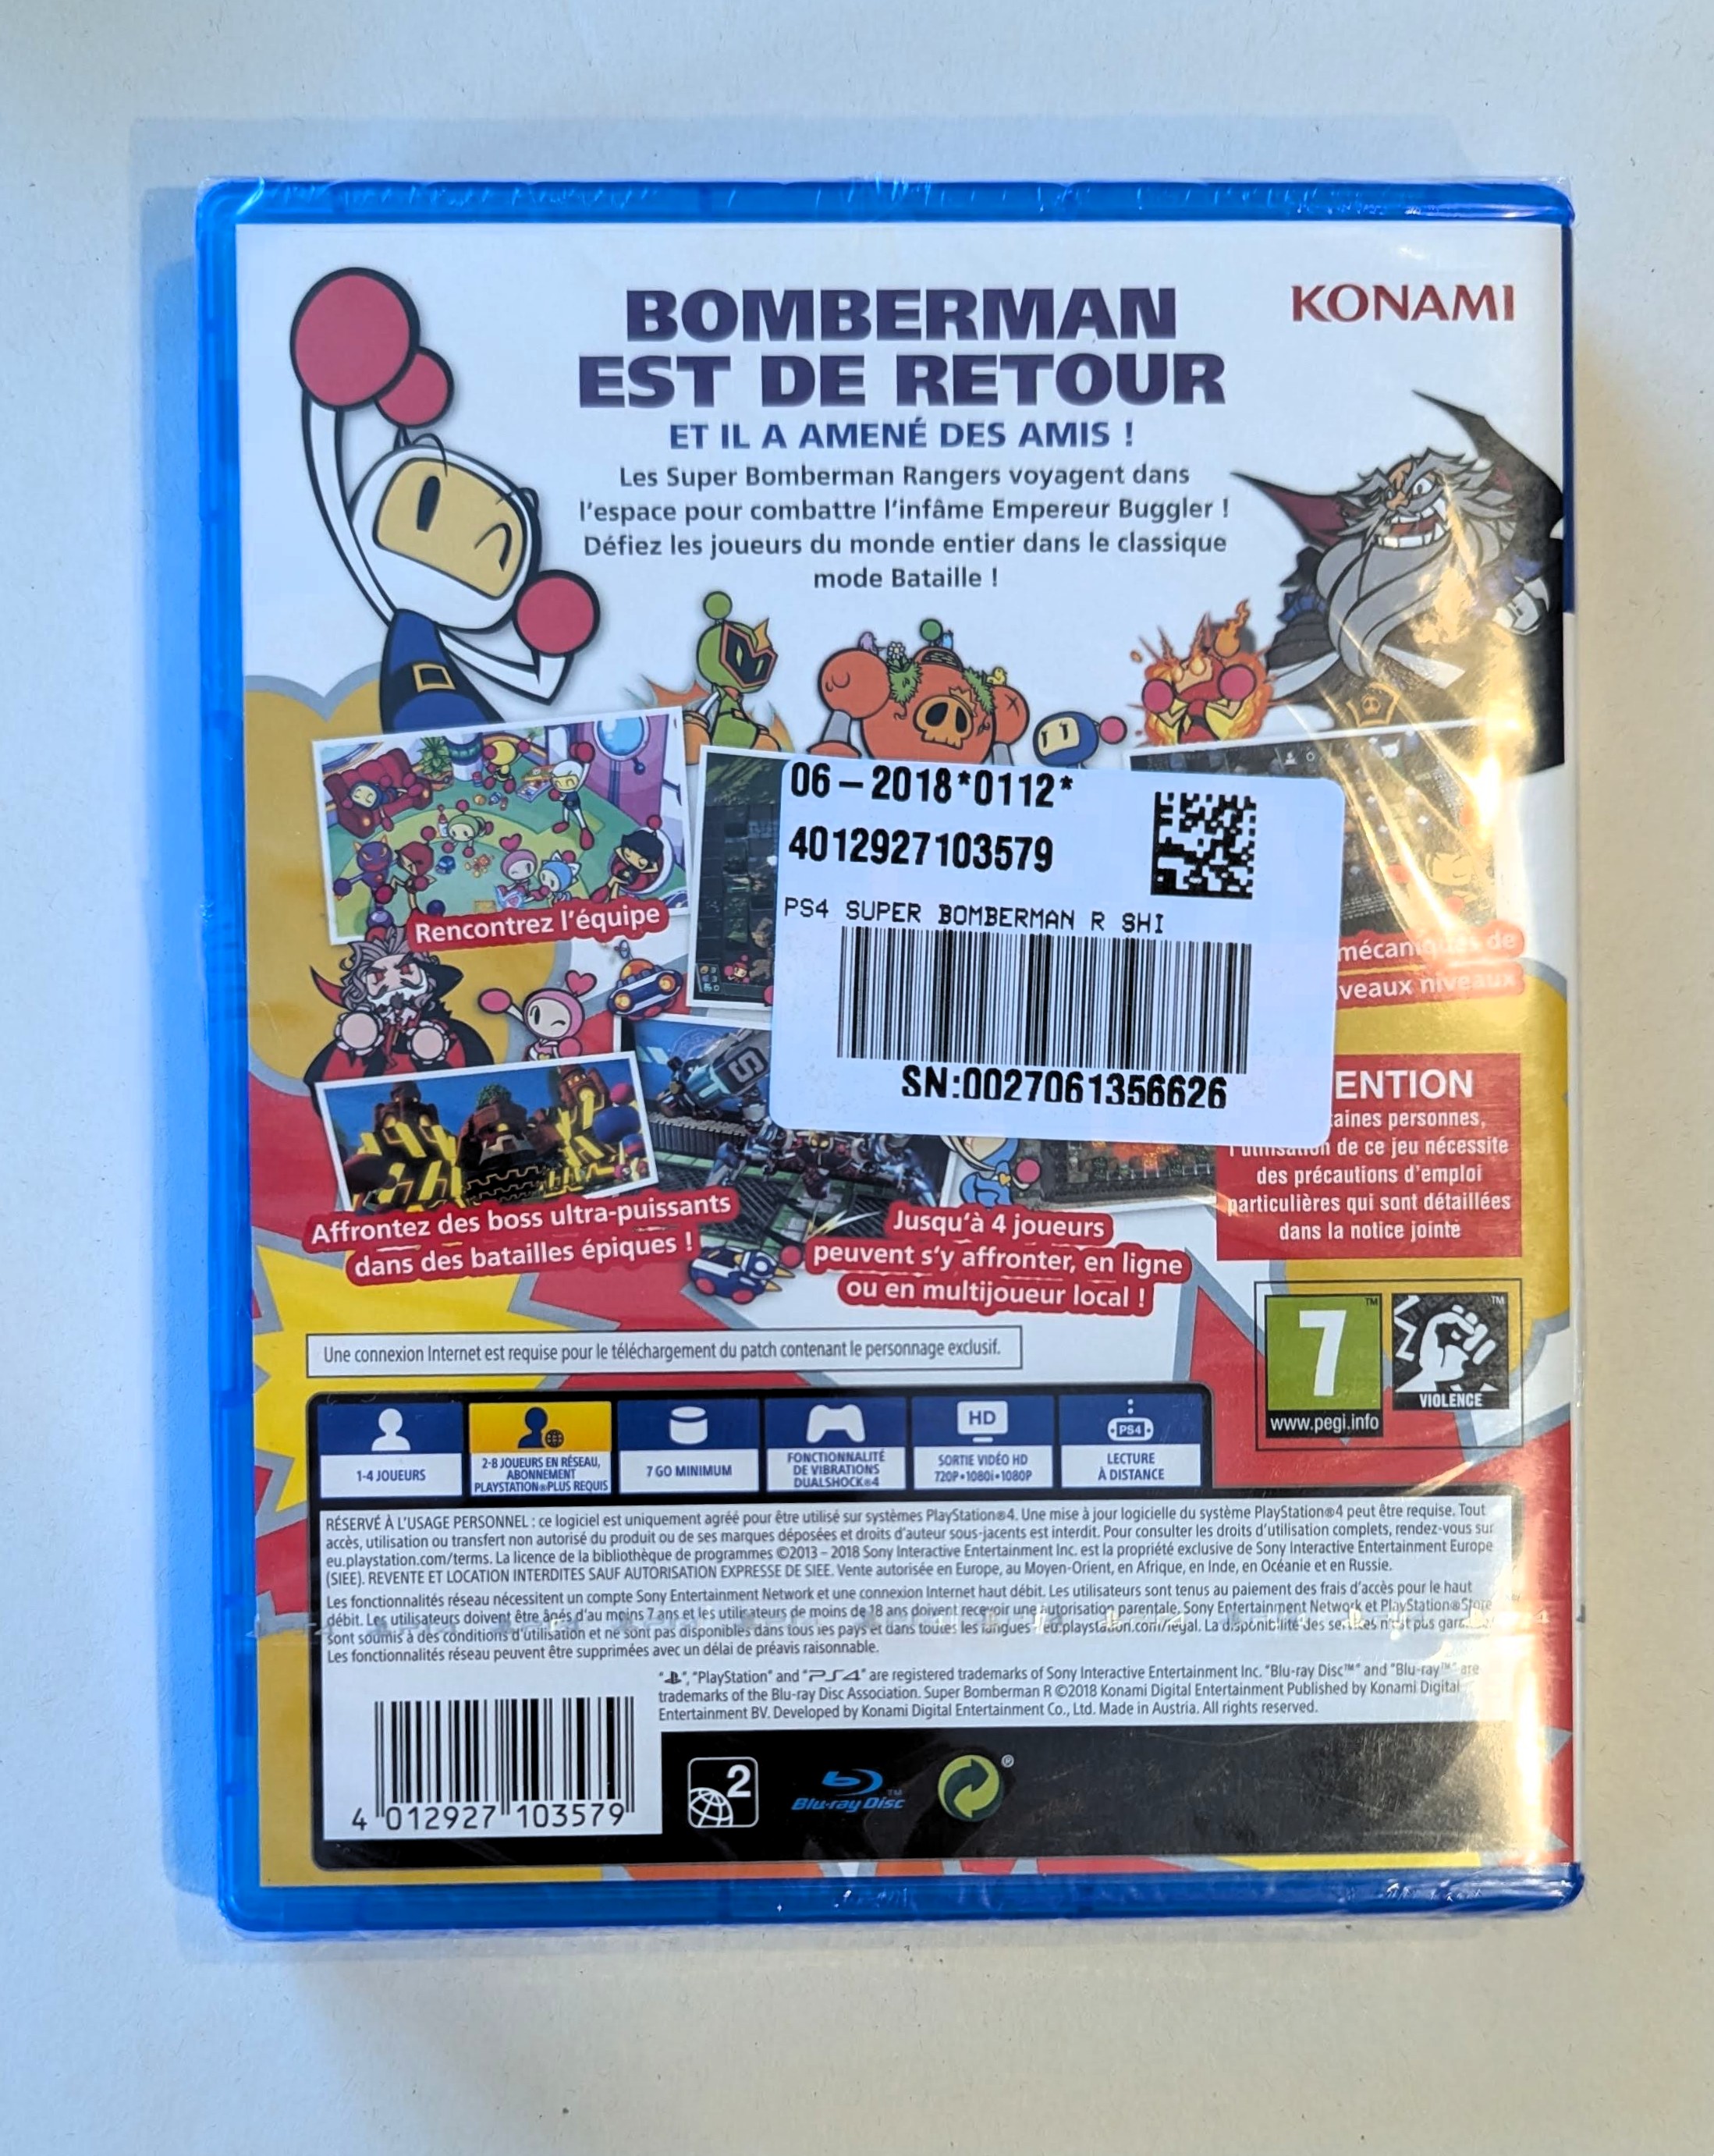 BOMBERMAN
EST DE RETOUR
KONAMI
ET IL A AMENÉ DES AMIS !
Les Super Bomberman Rangers voyagent dans
l'espace pour combattre l'infâme Empereur Buggler !
Défiez les joueurs du monde entier dans le classique
mode Bataille !
06-2018*0112*
4012927103579
PS4 SUPER BOMBERMAN R SHI
SN:0027061356626
Rencontrez l'équipe
mécaniques de
veaux niveaux
ENTION
taines personnes,
l'utilisation de ce jeu nécessite
des précautions d'emploi
particulières qui sont détaillées
dans la notice jointe
Affrontez des boss ultra-puissants
dans des batailles épiques !
Jusqu'à 4 joueurs
peuvent s'y affronter, en ligne
ou en multijoueur local !
7
www.pegi.info
VIOLENCE
Une connexion Internet est requise pour le téléchargement du patch contenant le personnage exclusif.
1-4 JOUEURS
2-8 JOUEURS EN RÉSEAU,
ABONNEMENT
PLAYSTATION®PLUS REQUIS
7 GO MINIMUM
FONCTIONNALITÉ
DE VIBRATIONS
DUALSHOCK®4
HD
SORTIE VIDÉO HD
720P•1080i•1080P
PS4
LECTURE
À DISTANCE
RÉSERVÉ À L'USAGE PERSONNEL : ce logiciel est uniquement agréé pour être utilisé sur systèmes PlayStation®4. Une mise à jour logicielle du système PlayStation®4 peut être requise. Tout
accès, utilisation ou transfert non autorisé du produit ou de ses marques déposées et droits d'auteur sous-jacents est interdit. Pour consulter les droits d'utilisation complets, rendez-vous sur
eu.playstation.com/terms. La licence de la bibliothèque de programmes ©2013 – 2018 Sony Interactive Entertainment Inc. est la propriété exclusive de Sony Interactive Entertainment Europe
(SIEE). REVENTE ET LOCATION INTERDITES SAUF AUTORISATION EXPRESSE DE SIEE. Vente autorisée en Europe, au Moyen-Orient, en Afrique, en Inde, en Océanie et en Russie.
Les fonctionnalités réseau nécessitent un compte Sony Entertainment Network et une connexion Internet haut débit. Les utilisateurs sont tenus au paiement des frais d'accès pour le haut
débit. Les utilisateurs doivent être âgés d'au moins 7 ans et les utilisateurs de moins de 18 ans doivent recevoir une autorisation parentale. Sony Entertainment Network et PlayStation®Store
sont soumis à des conditions d'utilisation et ne sont pas disponibles dans tous les pays et dans toutes les langues eu.playstation.com/legal. La disponibilité des services n'est pas
Les fonctionnalités réseau peuvent être supprimées avec un délai de préavis raisonnable.
"PlayStation" and "PS4" are registered trademarks of Sony Interactive Entertainment Inc. "Blu-ray Disc™" and "Blu-ray™" are
trademarks of the Blu-ray Disc Association. Super Bomberman R ©2018 Konami Digital Entertainment Published by Konami Digital
Entertainment BV. Developed by Konami Digital Entertainment Co., Ltd. Made in Austria. All rights reserved.
4 012927 103579
2
Blu-ray Disc™